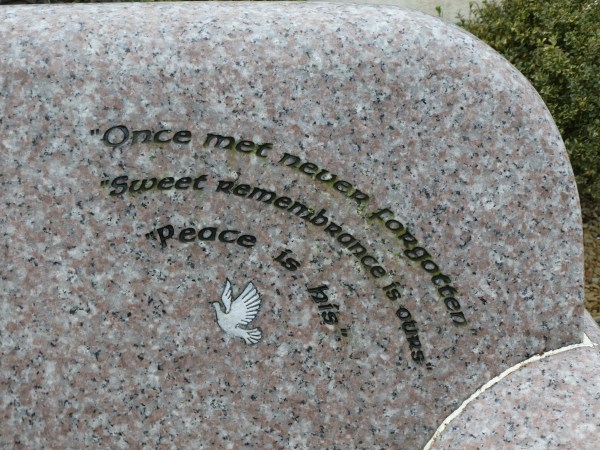 "Once met never forgotten
"Sweet remembrance is ours"
"Peace is his"